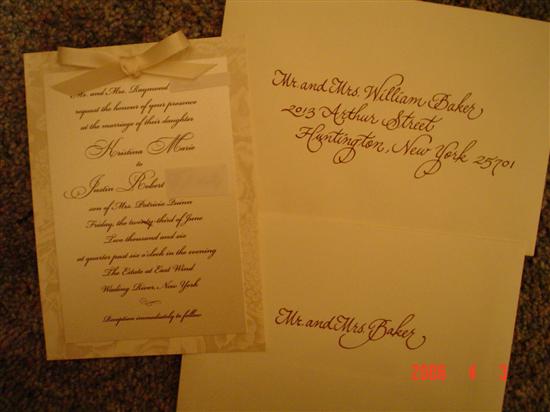 Mr. and Mrs. Raymond
request the honour of your presence
at the marriage of their daughter
Kristina Marie
to
Justin Robert
son of Mrs. Patricia Quinn
Friday, the twenty-third of June
Two thousand and six
at quarter past six o'clock in the evening
The Estate at East Wind
Wading River, New York
Reception immediately to follow
Mr. and Mrs. William Baker
2013 Arthur Street
Huntington, New York 25701
Mr. and Mrs. Baker
2006 6 3